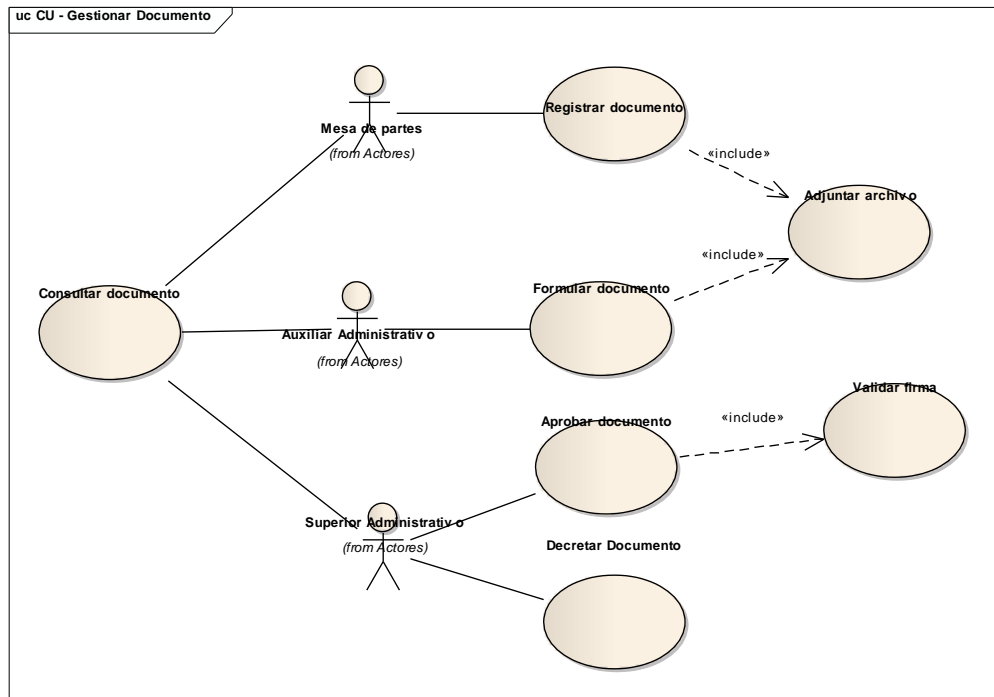 uc CU - Gestionar Documento
Mesa de partes
(from Actores)
Registrar documento
«include»
Adjuntar archivo
«include»
Consultar documento
Auxiliar Administrativo
(from Actores)
Formular documento
Validar firma
Aprobar documento
«include»
Superior Administrativo
(from Actores)
Decretar Documento